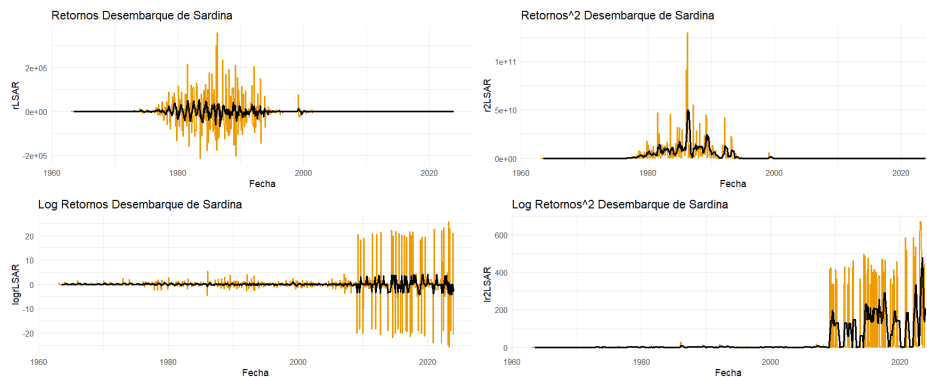 Retornos Desembarque de Sardina
rLSAR
2e+05
0e+00
-2e+05
1960 1980 2000 2020
Fecha
Retornos^2 Desembarque de Sardina
r2LSAR
1e+11
5e+10
0e+00
1960 1980 2000 2020
Fecha
Log Retornos Desembarque de Sardina
logrLSAR
20
10
0
-10
-20
1960 1980 2000 2020
Fecha
Log Retornos^2 Desembarque de Sardina
lr2LSAR
600
400
200
0
1960 1980 2000 2020
Fecha